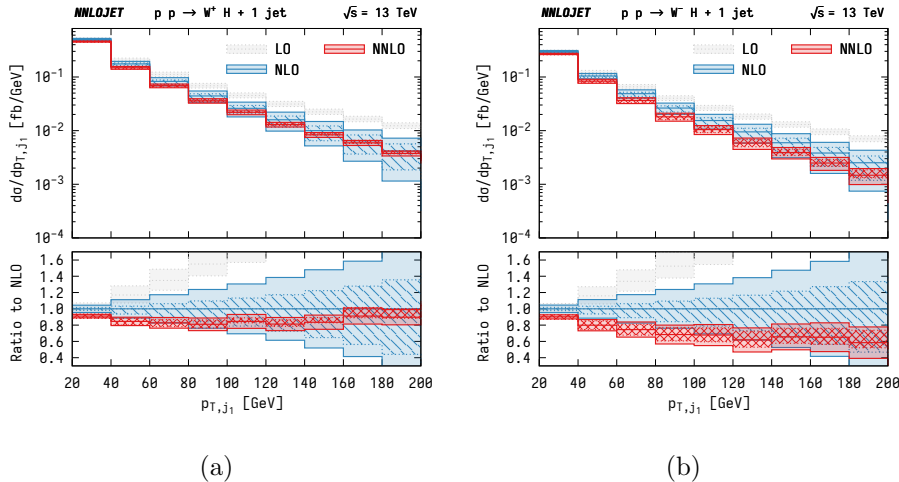 NNLOJET p p → W⁺ H + 1 jet √s = 13 TeV
LO NNLO
NLO
dσ/dp_T,j₁ [fb/GeV]
10⁻¹
10⁻²
10⁻³
10⁻⁴
Ratio to NLO
1.6
1.4
1.2
1.0
0.8
0.6
0.4
20 40 60 80 100 120 140 160 180 200
p_T,j₁ [GeV]
(a)
NNLOJET p p → W⁻ H + 1 jet √s = 13 TeV
LO NNLO
NLO
dσ/dp_T,j₁ [fb/GeV]
10⁻¹
10⁻²
10⁻³
10⁻⁴
Ratio to NLO
1.6
1.4
1.2
1.0
0.8
0.6
0.4
20 40 60 80 100 120 140 160 180 200
p_T,j₁ [GeV]
(b)